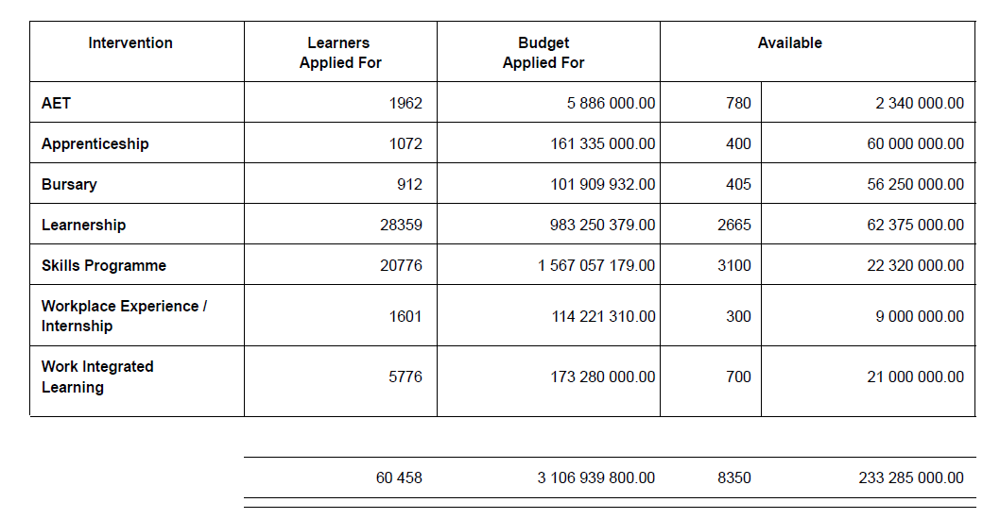 Intervention Learners Applied For Budget Applied For Available
AET 1962 5 886 000.00 780 2 340 000.00
Apprenticeship 1072 161 335 000.00 400 60 000 000.00
Bursary 912 101 909 932.00 405 56 250 000.00
Learnership 28359 983 250 379.00 2665 62 375 000.00
Skills Programme 20776 1 567 057 179.00 3100 22 320 000.00
Workplace Experience / Internship 1601 114 221 310.00 300 9 000 000.00
Work Integrated Learning 5776 173 280 000.00 700 21 000 000.00
60 458 3 106 939 800.00 8350 233 285 000.00